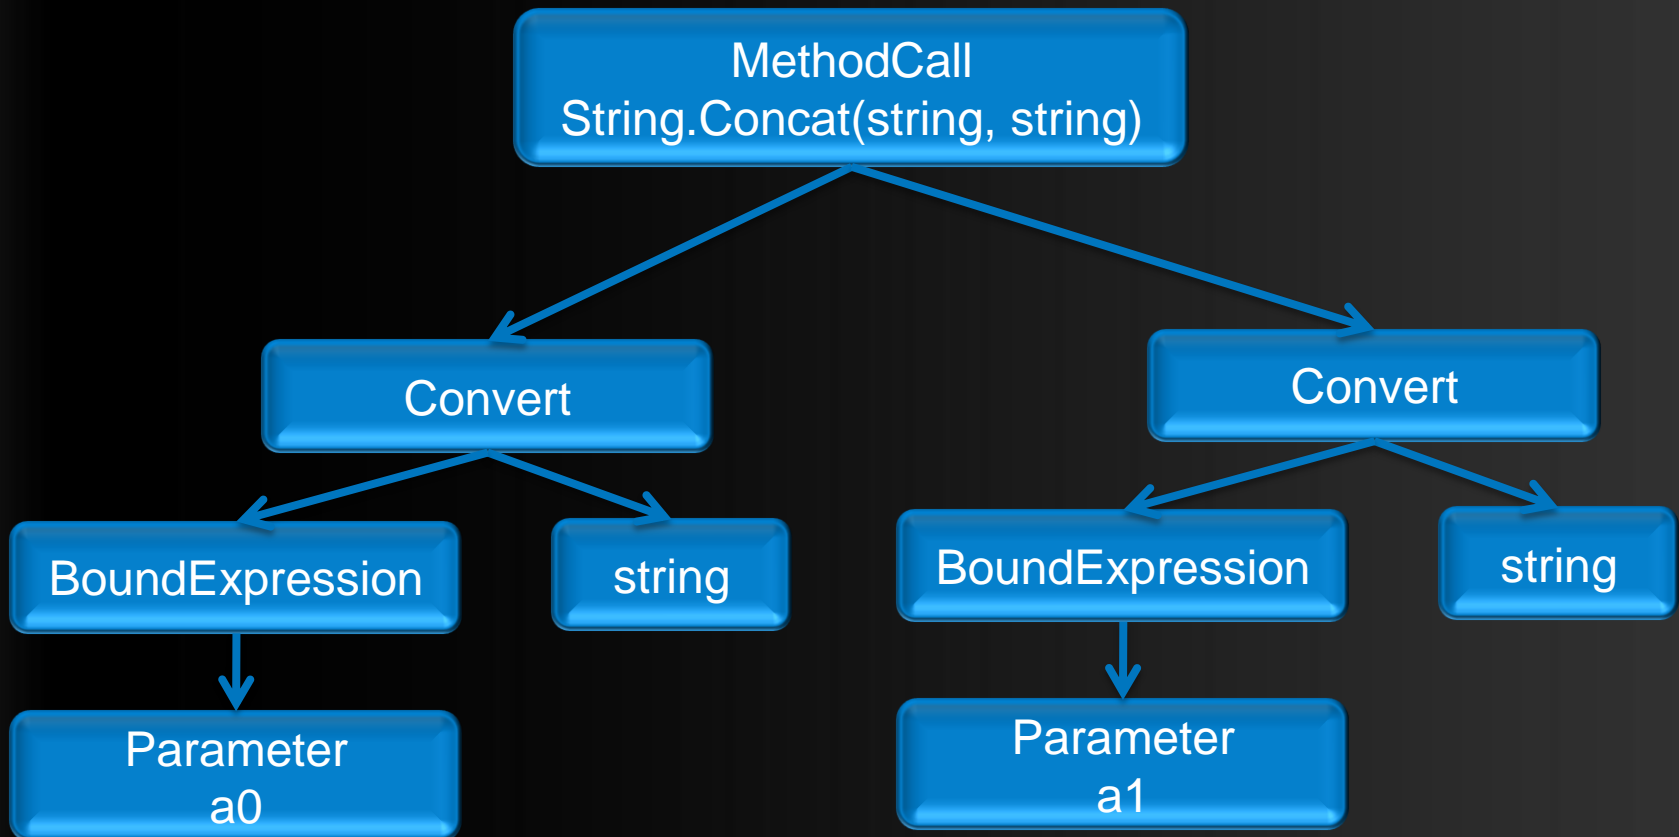 MethodCall
String.Concat(string, string)
Convert
Convert
BoundExpression
string
BoundExpression
string
Parameter
a0
Parameter
a1